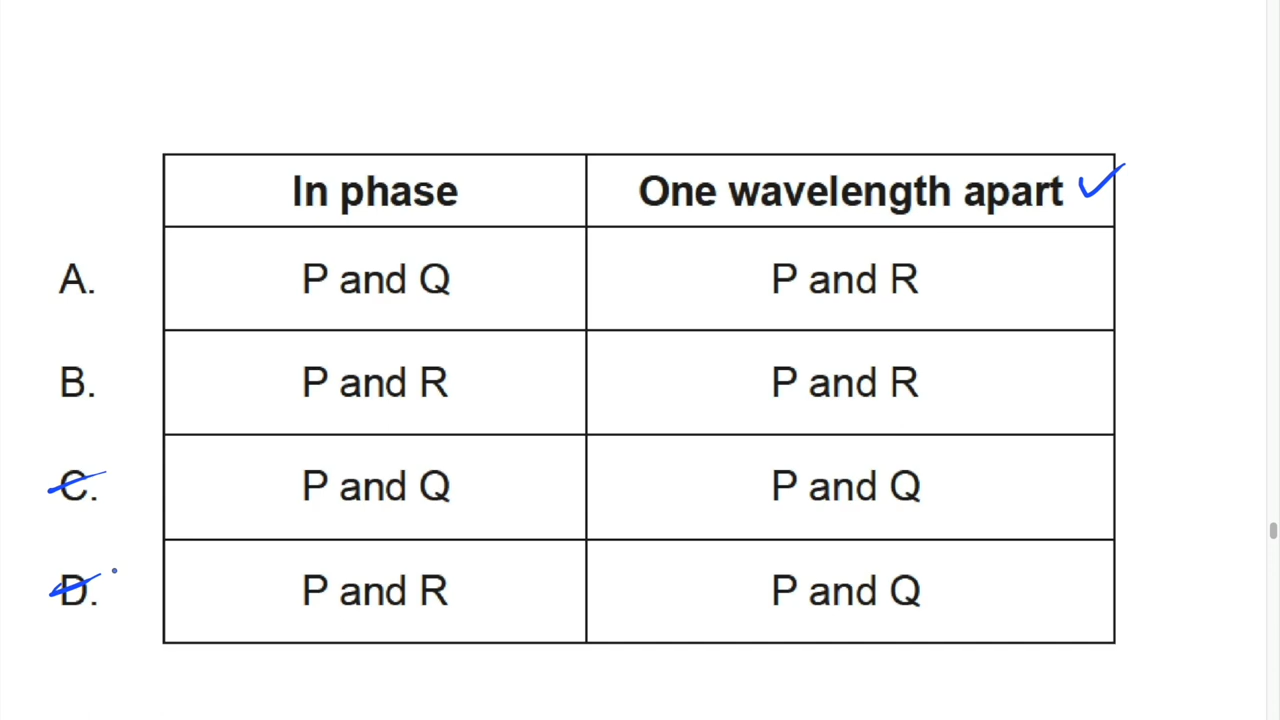 In phase One wavelength apart
A. P and Q P and R
B. P and R P and R
C. P and Q P and Q
D. P and R P and Q